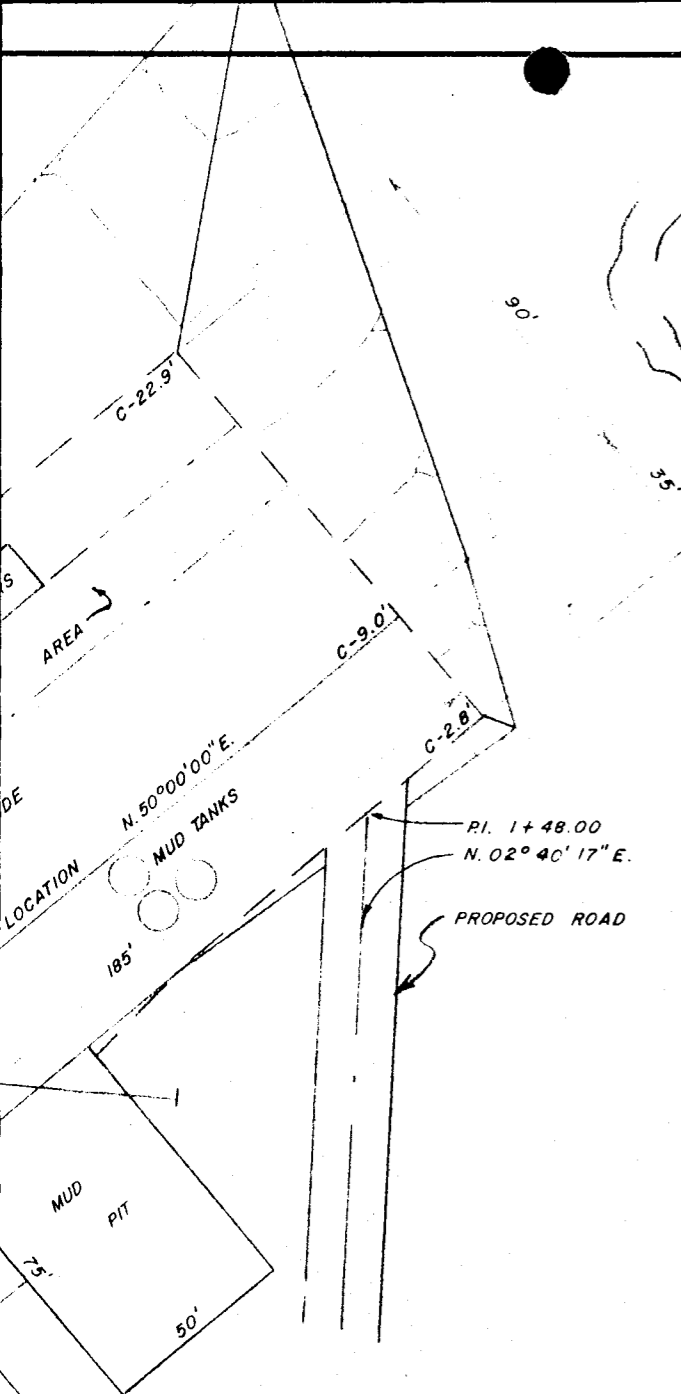 90'
C-22.9'
35'
S
AREA
C-9.0'
C-2.8'
N. 50°00'00" E.
DE
MUD TANKS
P.I. 1+48.00
N. 02° 40' 17" E.
LOCATION
PROPOSED ROAD
185'
MUD
PIT
75'
50'